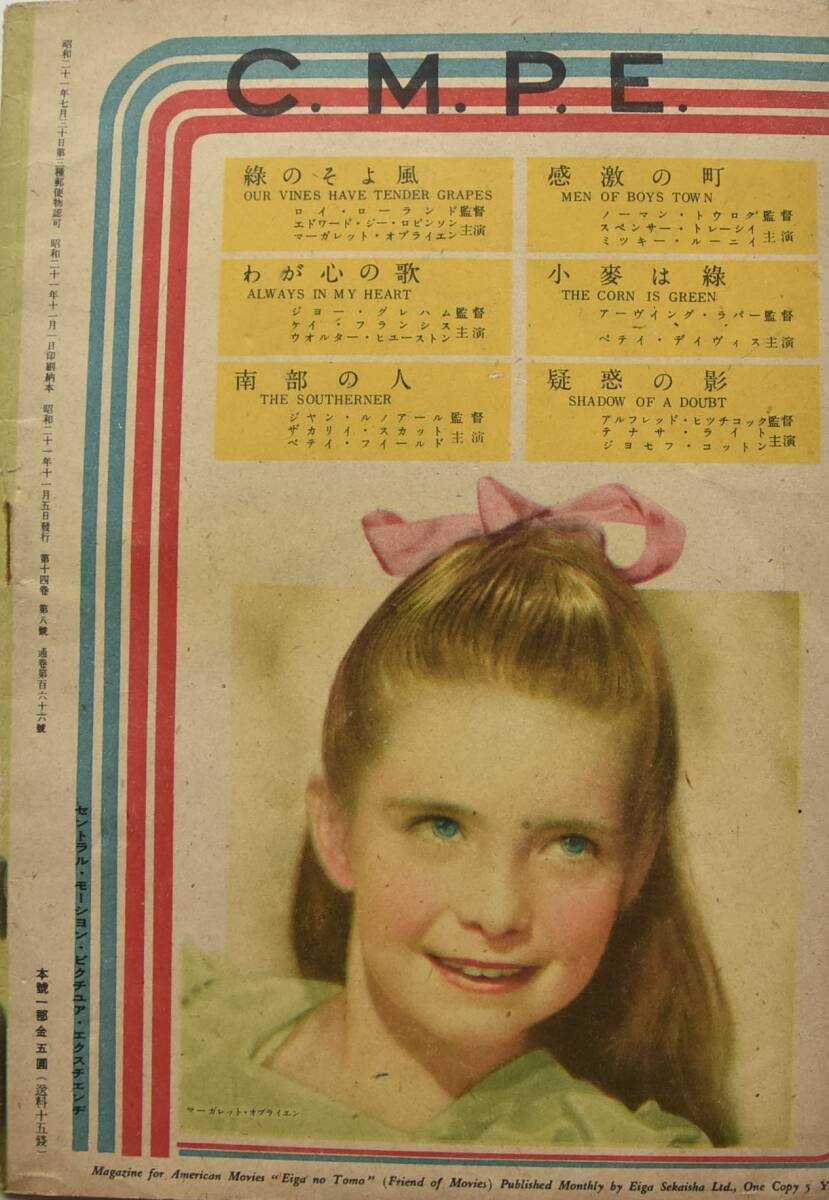 C. M. P. E.
綠のそよ風
OUR VINES HAVE TENDER GRAPES
ロイ・ローランド監督
エドワード・ジー・ロビンソン
マーガレット・オブライエン
主演
感激の町
MEN OF BOYS TOWN
ノーマン・トウログ監督
スペンサー・トレーシイ
ミツキー・ルーニイ
主演
わが心の歌
ALWAYS IN MY HEART
ジヨー・グレハム監督
ケイ・フランシス
ウオルター・ヒユーストン
主演
小麥は綠
THE CORN IS GREEN
アーヴイング・ラパー監督
ベテイ・デイヴィス主演
南部の人
THE SOUTHERNER
ジヤン・ルノアール監督
ザカリイ・スカット
ベテイ・フイールド
主演
疑惑の影
SHADOW OF A DOUBT
アルフレッド・ヒツチコック監督
テナサ・ライト
ジヨセフ・コットン
主演
昭和二十一年七月三十日第三種郵便物認可 昭和二十一年十一月一日印刷納本 昭和二十一年十一月五日發行 第十四卷 第八號 通卷第百六十六號
セントラル・モーシヨン・ピクチユア・エクスチエンヂ
本號一部金五圓(送料十五錢)
マーガレット・オブライエン
Magazine for American Movies "Eiga no Tomo" (Friend of Movies) Published Monthly by Eiga Sekaisha Ltd., One Copy 5 Y